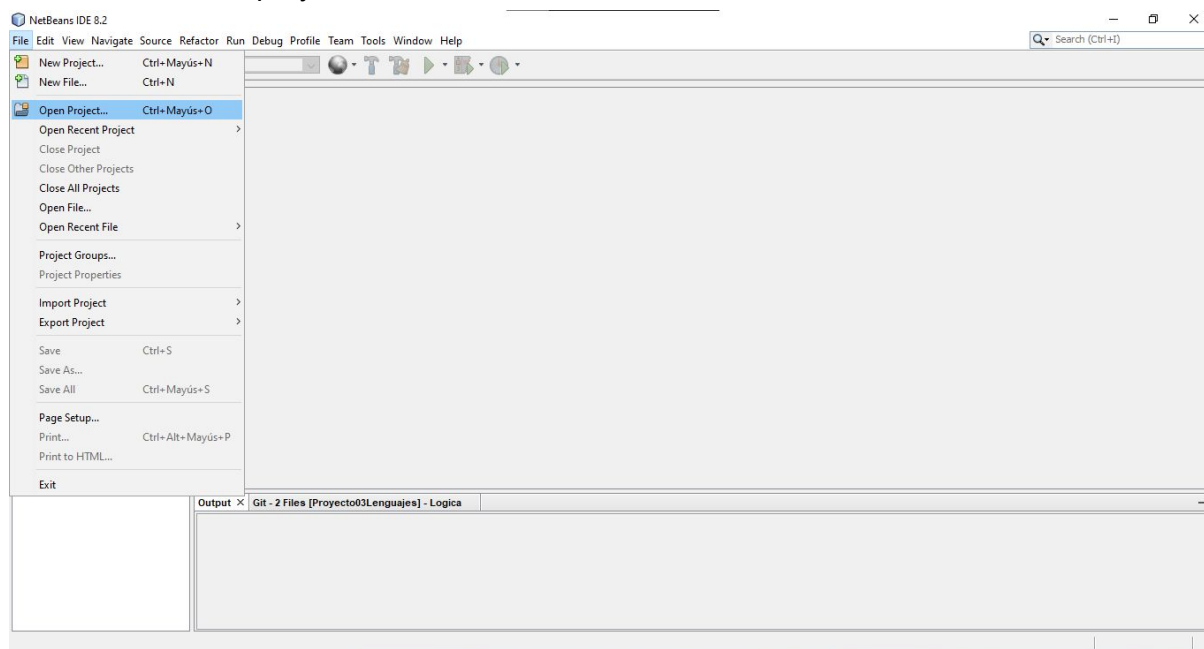 NetBeans IDE 8.2
File Edit View Navigate Source Refactor Run Debug Profile Team Tools Window Help
Search (Ctrl+I)
New Project... Ctrl+Mayús+N
New File... Ctrl+N
Open Project... Ctrl+Mayús+O
Open Recent Project
Close Project
Close Other Projects
Close All Projects
Open File...
Open Recent File
Project Groups...
Project Properties
Import Project
Export Project
Save Ctrl+S
Save As...
Save All Ctrl+Mayús+S
Page Setup...
Print... Ctrl+Alt+Mayús+P
Print to HTML...
Exit
Output Git - 2 Files [Proyecto03Lenguajes] - Logica